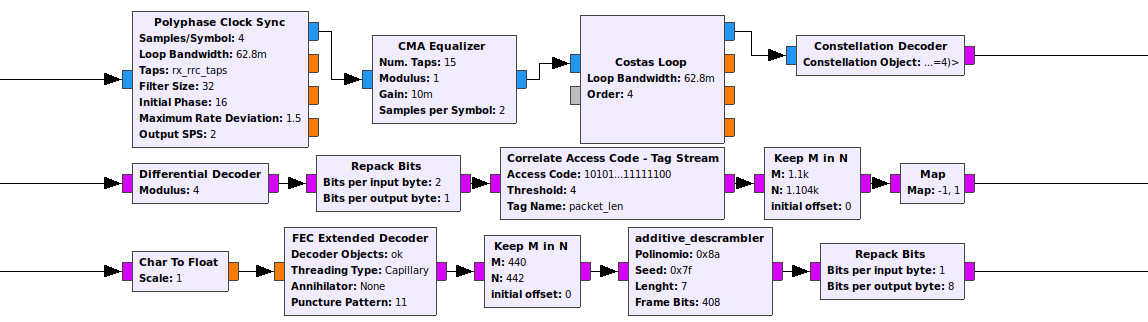 Polyphase Clock Sync
Samples/Symbol: 4
Loop Bandwidth: 62.8m
Taps: rx_rrc_taps
Filter Size: 32
Initial Phase: 16
Maximum Rate Deviation: 1.5
Output SPS: 2
CMA Equalizer
Num. Taps: 15
Modulus: 1
Gain: 10m
Samples per Symbol: 2
Costas Loop
Loop Bandwidth: 62.8m
Order: 4
Constellation Decoder
Constellation Object: ...=4)>
Differential Decoder
Modulus: 4
Repack Bits
Bits per input byte: 2
Bits per output byte: 1
Correlate Access Code - Tag Stream
Access Code: 10101...11111100
Threshold: 4
Tag Name: packet_len
Keep M in N
M: 1.1k
N: 1.104k
initial offset: 0
Map
Map: -1, 1
Char To Float
Scale: 1
FEC Extended Decoder
Decoder Objects: ok
Threading Type: Capillary
Annihilator: None
Puncture Pattern: 11
Keep M in N
M: 440
N: 442
initial offset: 0
additive_descrambler
Polinomio: 0x8a
Seed: 0x7f
Lenght: 7
Frame Bits: 408
Repack Bits
Bits per input byte: 1
Bits per output byte: 8